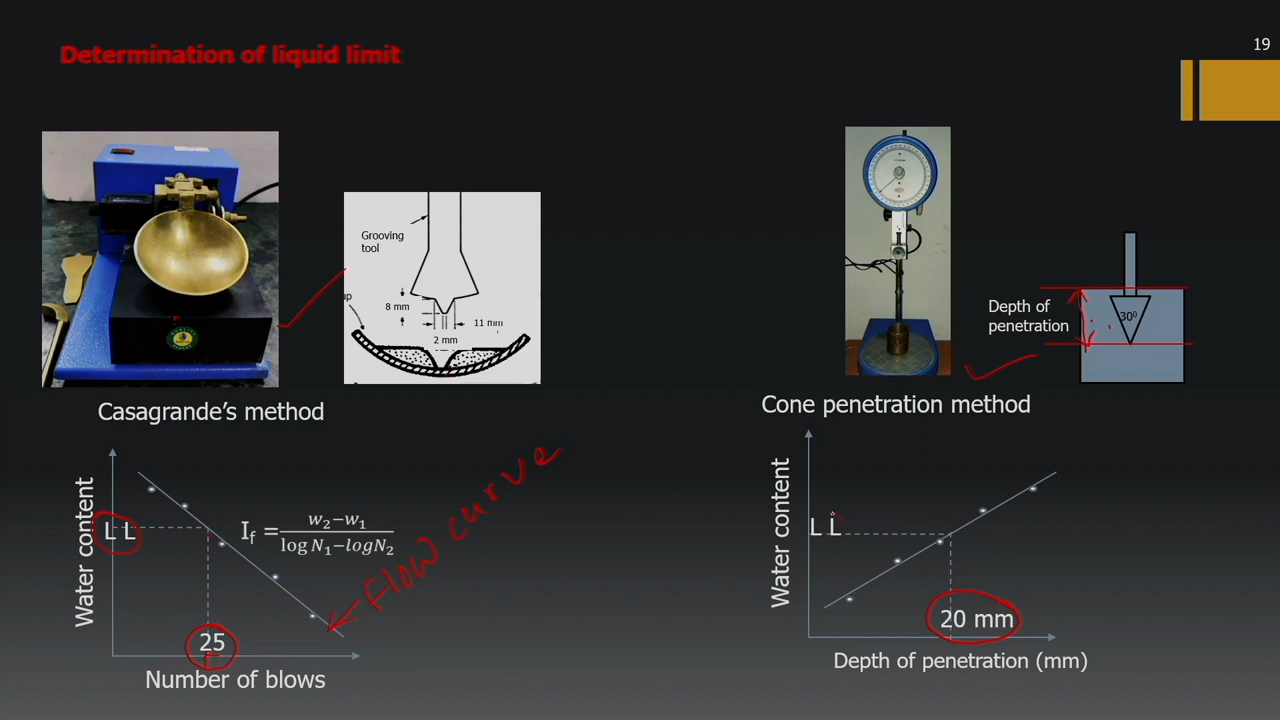 19
Determination of liquid limit
Grooving
tool
8 mm
11 mm
2 mm
Depth of
penetration
30⁰
Casagrande's method
Cone penetration method
Water content
L L
I_f = (w₂−w₁)/(log N₁−logN₂)
Flow curve
25
Number of blows
Water content
L L
20 mm
Depth of penetration (mm)